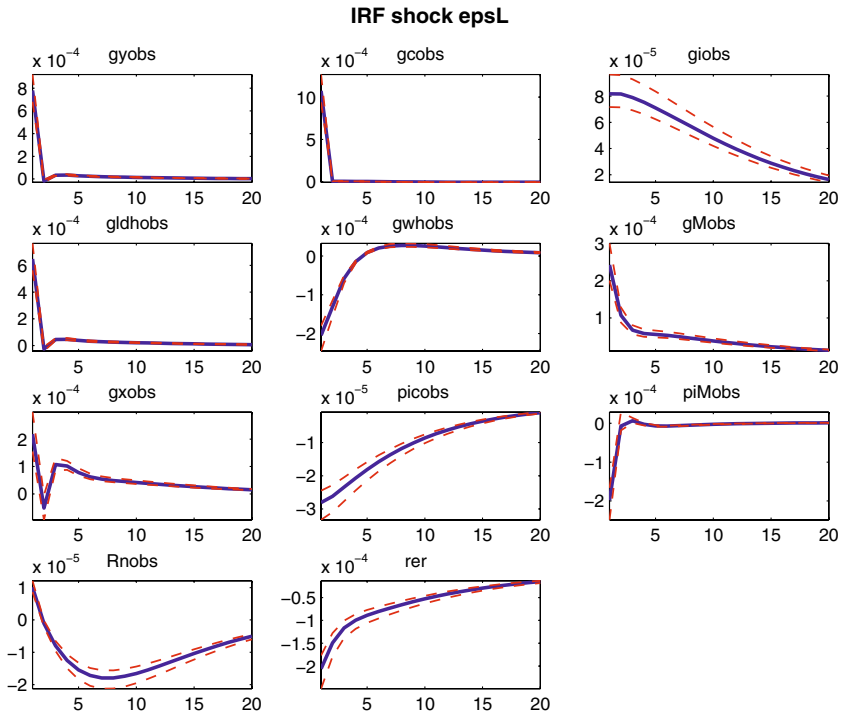 IRF shock epsL
x 10⁻⁴ gyobs
8
6
4
2
0
5 10 15 20
x 10⁻⁴ gcobs
10
5
0
5 10 15 20
x 10⁻⁵ giobs
8
6
4
2
5 10 15 20
x 10⁻⁴ gldhobs
6
4
2
0
5 10 15 20
x 10⁻⁴ gwhobs
0
−1
−2
5 10 15 20
x 10⁻⁴ gMobs
3
2
1
5 10 15 20
x 10⁻⁴ gxobs
2
1
0
5 10 15 20
x 10⁻⁵ picobs
−1
−2
−3
5 10 15 20
x 10⁻⁴ piMobs
0
−1
−2
5 10 15 20
x 10⁻⁵ Rnobs
1
0
−1
−2
5 10 15 20
x 10⁻⁴ rer
−0.5
−1
−1.5
−2
5 10 15 20